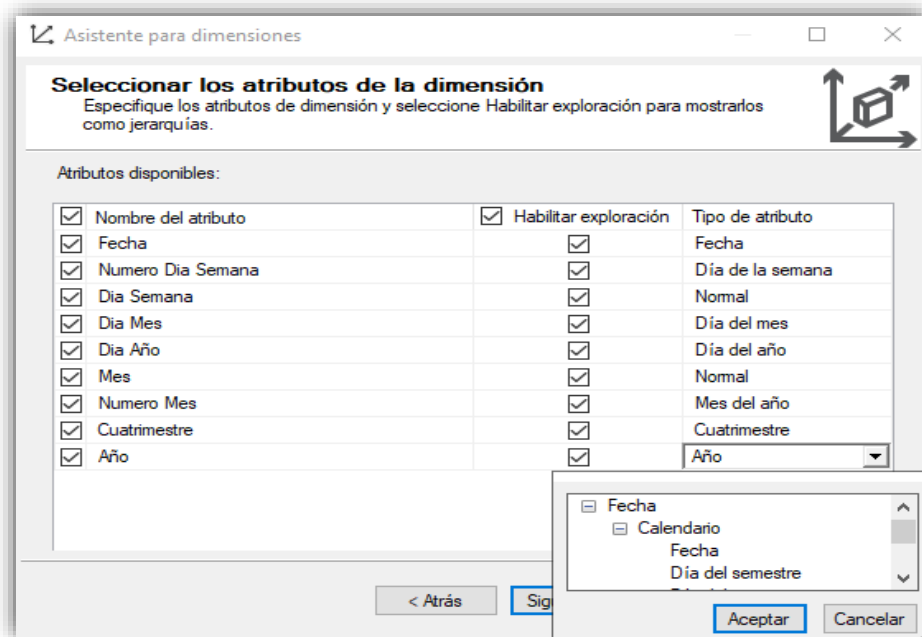 Asistente para dimensiones
Seleccionar los atributos de la dimensión
Especifique los atributos de dimensión y seleccione Habilitar exploración para mostrarlos
como jerarquías.
Atributos disponibles:
Nombre del atributo Habilitar exploración Tipo de atributo
Fecha Fecha
Numero Dia Semana Día de la semana
Dia Semana Normal
Dia Mes Día del mes
Dia Año Día del año
Mes Normal
Numero Mes Mes del año
Cuatrimestre Cuatrimestre
Año Año
Fecha
Calendario
Fecha
Día del semestre
< Atrás
Aceptar Cancelar